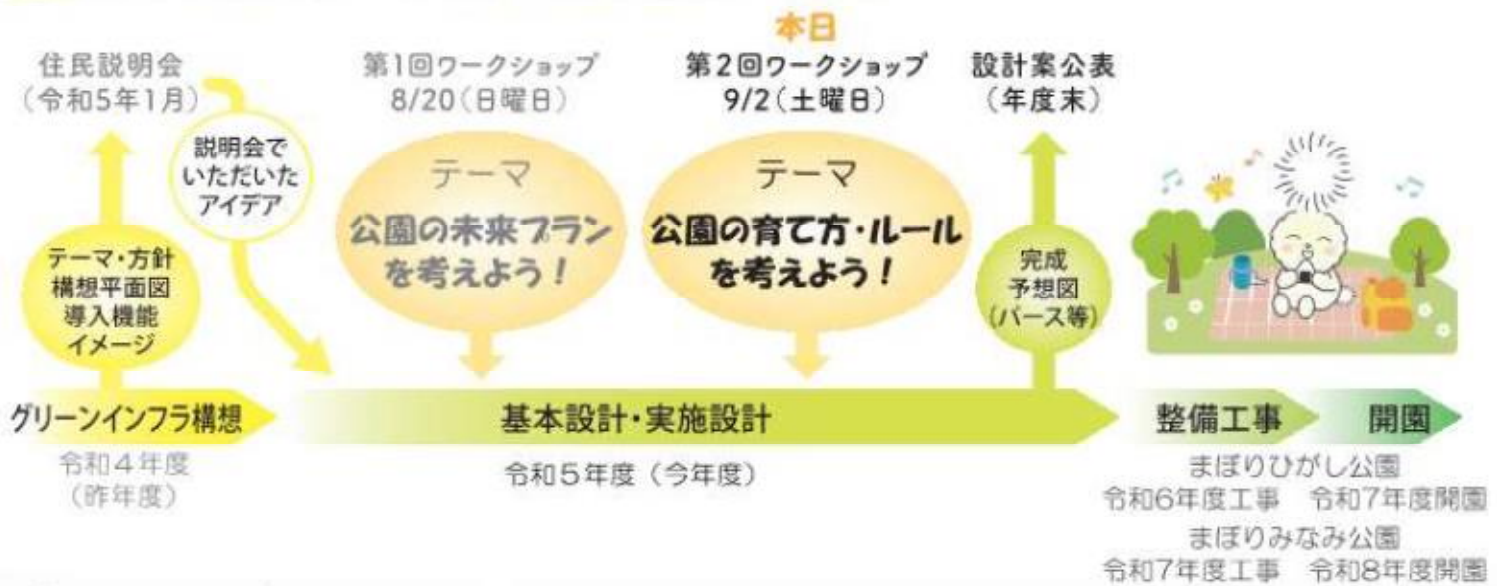 本日
住民説明会
(令和5年1月)
説明会で
いただいた
アイデア
テーマ・方針
構想平面図
導入機能
イメージ
第1回ワークショップ
8/20(日曜日)
テーマ
公園の未来プラン
を考えよう!
第2回ワークショップ
9/2(土曜日)
テーマ
公園の育て方・ルール
を考えよう!
設計案公表
(年度末)
完成
予想図
(パース等)
グリーンインフラ構想
令和4年度
(昨年度)
基本設計・実施設計
令和5年度(今年度)
整備工事
開園
まぼりひがし公園
令和6年度工事 令和7年度開園
まぼりみなみ公園
令和7年度工事 令和8年度開園